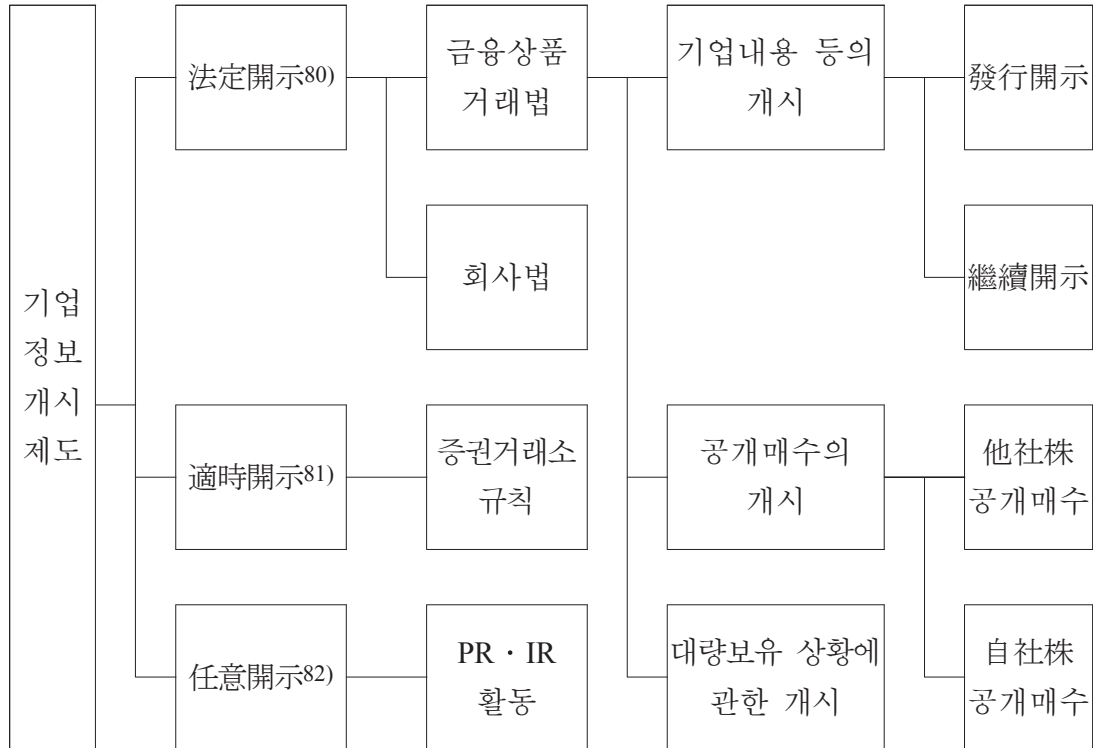 기업
정보
개시
제도
法定開示80)
금융상품
거래법
기업내용 등의
개시
發行開示
회사법
繼續開示
適時開示81)
증권거래소
규칙
공개매수의
개시
他社株
공개매수
任意開示82)
PR · IR
활동
대량보유 상황에
관한 개시
自社株
공개매수